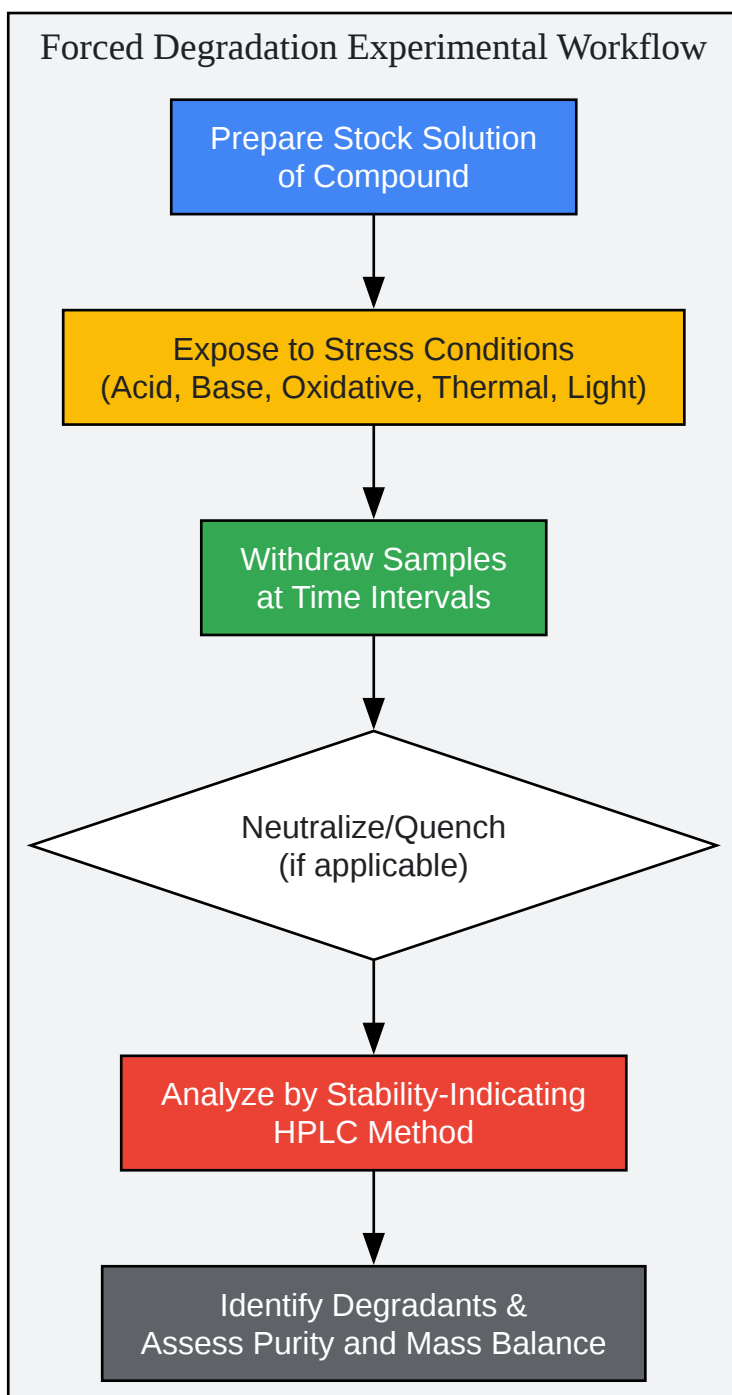 Forced Degradation Experimental Workflow
Prepare Stock Solution
of Compound
Expose to Stress Conditions
(Acid, Base, Oxidative, Thermal, Light)
Withdraw Samples
at Time Intervals
Neutralize/Quench
(if applicable)
Analyze by Stability-Indicating
HPLC Method
Identify Degradants &
Assess Purity and Mass Balance